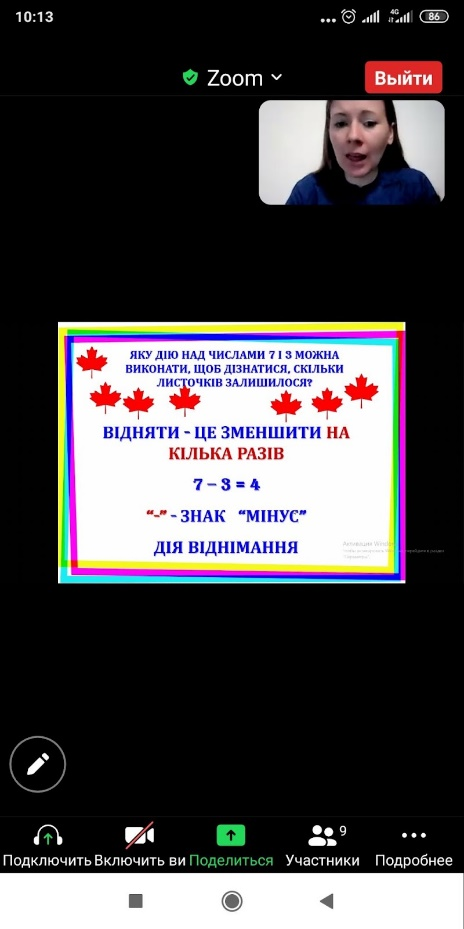 10:13
4G
86
Zoom
Выйти
ЯКУ ДІЮ НАД ЧИСЛАМИ 7 І 3 МОЖНА
ВИКОНАТИ, ЩОБ ДІЗНАТИСЯ, СКІЛЬКИ
ЛИСТОЧКІВ ЗАЛИШИЛОСЯ?
ВІДНЯТИ - ЦЕ ЗМЕНШИТИ НА
КІЛЬКА РАЗІВ
7 – 3 = 4
“-” - ЗНАК “МІНУС”
ДІЯ ВІДНІМАННЯ
Активация Windows
9
Подключить
Включить ви
Поделиться
Участники
Подробнее